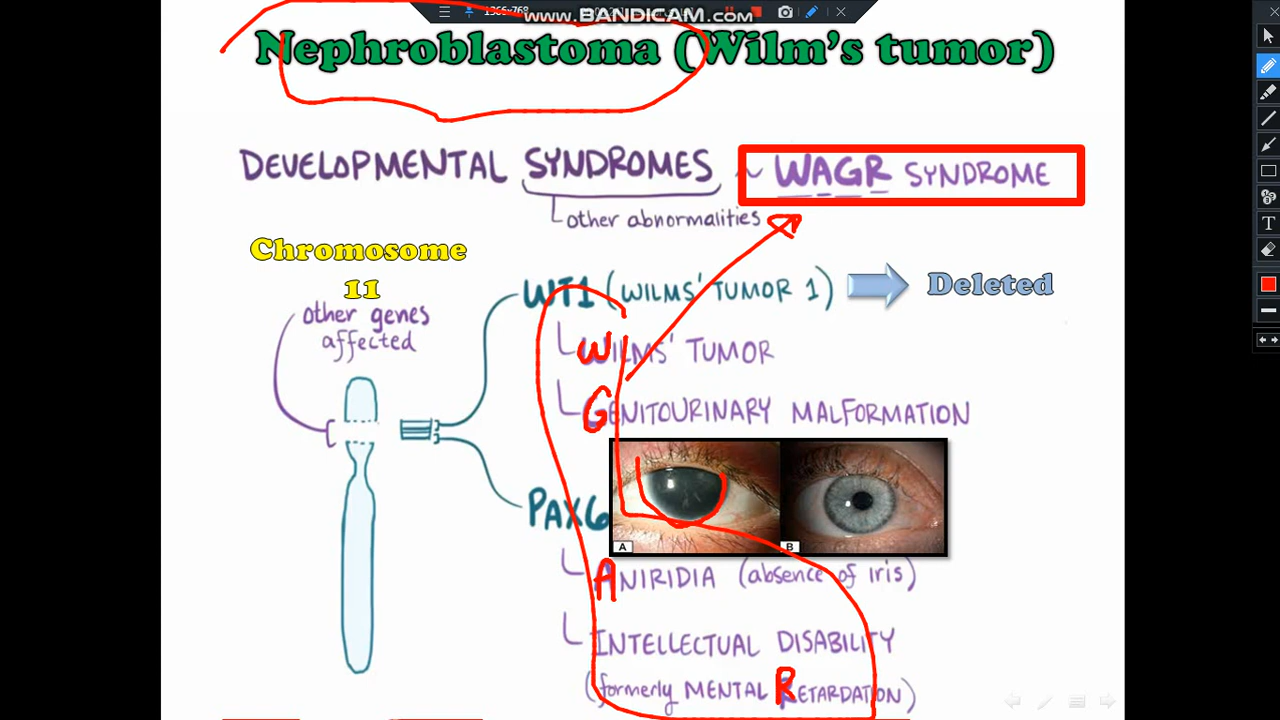 1366x768
www.BANDICAM.com
Nephroblastoma (Wilm's tumor)
DEVELOPMENTAL SYNDROMES ~ WAGR SYNDROME
other abnormalities
Chromosome
11
other genes
affected
WT1 (WILMS' TUMOR 1)
Deleted
WILMS' TUMOR
GENITOURINARY MALFORMATION
PAX6
A
B
ANIRIDIA (absence of iris)
INTELLECTUAL DISABILITY
(formerly MENTAL RETARDATION)
T